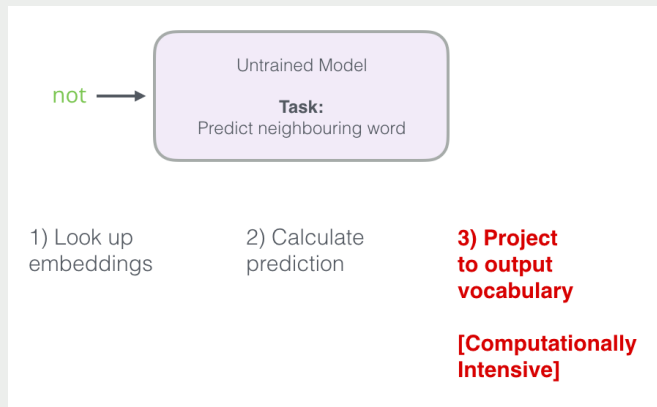 Untrained Model
not
Task:
Predict neighbouring word
1) Look up
embeddings
2) Calculate
prediction
3) Project
to output
vocabulary
[Computationally
Intensive]